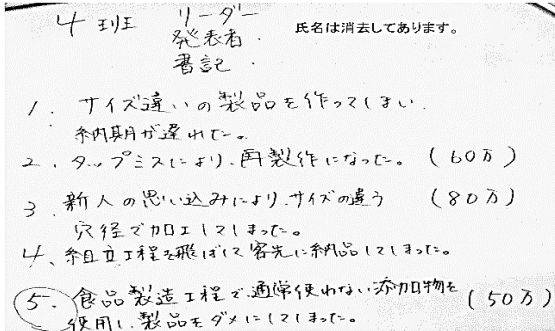 4班 リーダー
発表者.
書記.
氏名は消去してあります。
1. サイズ違いの製品を作ってしまい.
納期が遅れた。
2. タップミスにより、再製作になった。(60万)
3. 新人の思い込みにより、サイズの違う (80万)
穴径で加工してしまった。
4. 組立工程を飛ばして客先に納品してしまった。
5. 食品製造工程で、通常使わない添加物を (50万)
使用し、製品をダメにしてしまった。